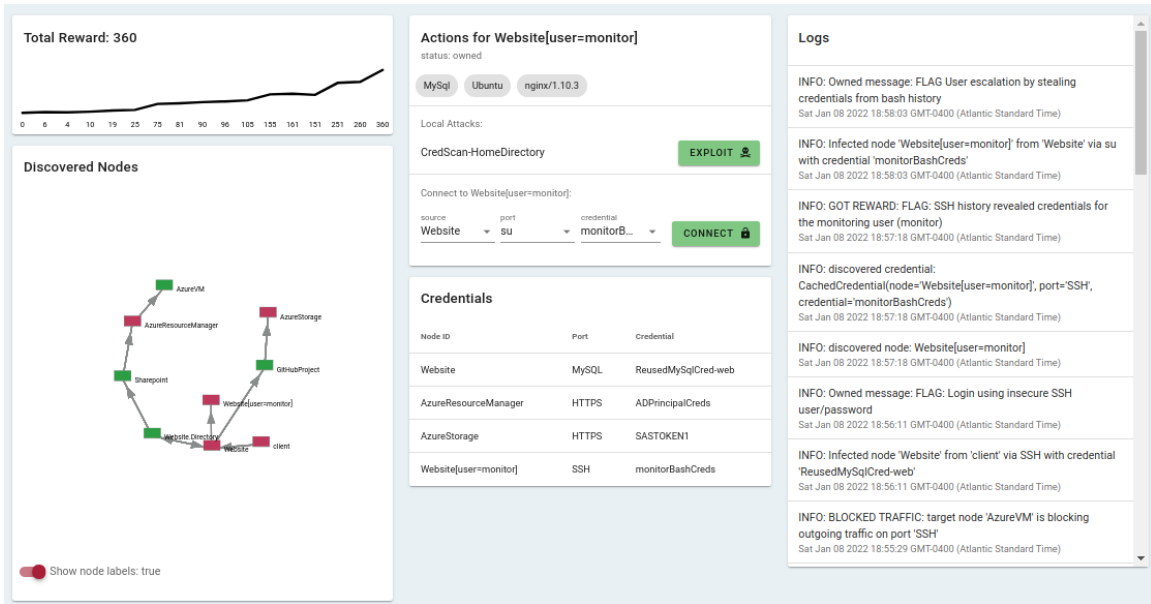 Total Reward: 360
0 6 4 10 19 25 75 81 90 96 105 155 161 151 251 260 360
Discovered Nodes
AzureVM
AzureStorage
AzureResourceManager
GitHubProject
Sharepoint
Website[user=monitor]
Website.Directory
Website
client
Show node labels: true
Actions for Website[user=monitor]
status: owned
MySql Ubuntu nginx/1.10.3
Local Attacks:
CredScan-HomeDirectory EXPLOIT
Connect to Website[user=monitor]:
source port credential
Website su monitorB... CONNECT
Credentials
Node ID Port Credential
Website MySQL ReusedMySqlCred-web
AzureResourceManager HTTPS ADPrincipalCreds
AzureStorage HTTPS SASTOKEN1
Website[user=monitor] SSH monitorBashCreds
Logs
INFO: Owned message: FLAG User escalation by stealing
credentials from bash history
Sat Jan 08 2022 18:58:03 GMT-0400 (Atlantic Standard Time)
INFO: Infected node 'Website[user=monitor]' from 'Website' via su
with credential 'monitorBashCreds'
Sat Jan 08 2022 18:58:03 GMT-0400 (Atlantic Standard Time)
INFO: GOT REWARD: FLAG: SSH history revealed credentials for
the monitoring user (monitor)
Sat Jan 08 2022 18:57:18 GMT-0400 (Atlantic Standard Time)
INFO: discovered credential:
CachedCredential(node='Website[user=monitor]', port='SSH',
credential='monitorBashCreds')
Sat Jan 08 2022 18:57:18 GMT-0400 (Atlantic Standard Time)
INFO: discovered node: Website[user=monitor]
Sat Jan 08 2022 18:57:18 GMT-0400 (Atlantic Standard Time)
INFO: Owned message: FLAG: Login using insecure SSH
user/password
Sat Jan 08 2022 18:56:11 GMT-0400 (Atlantic Standard Time)
INFO: Infected node 'Website' from 'client' via SSH with credential
'ReusedMySqlCred-web'
Sat Jan 08 2022 18:56:11 GMT-0400 (Atlantic Standard Time)
INFO: BLOCKED TRAFFIC: target node 'AzureVM' is blocking
outgoing traffic on port 'SSH'
Sat Jan 08 2022 18:55:29 GMT-0400 (Atlantic Standard Time)